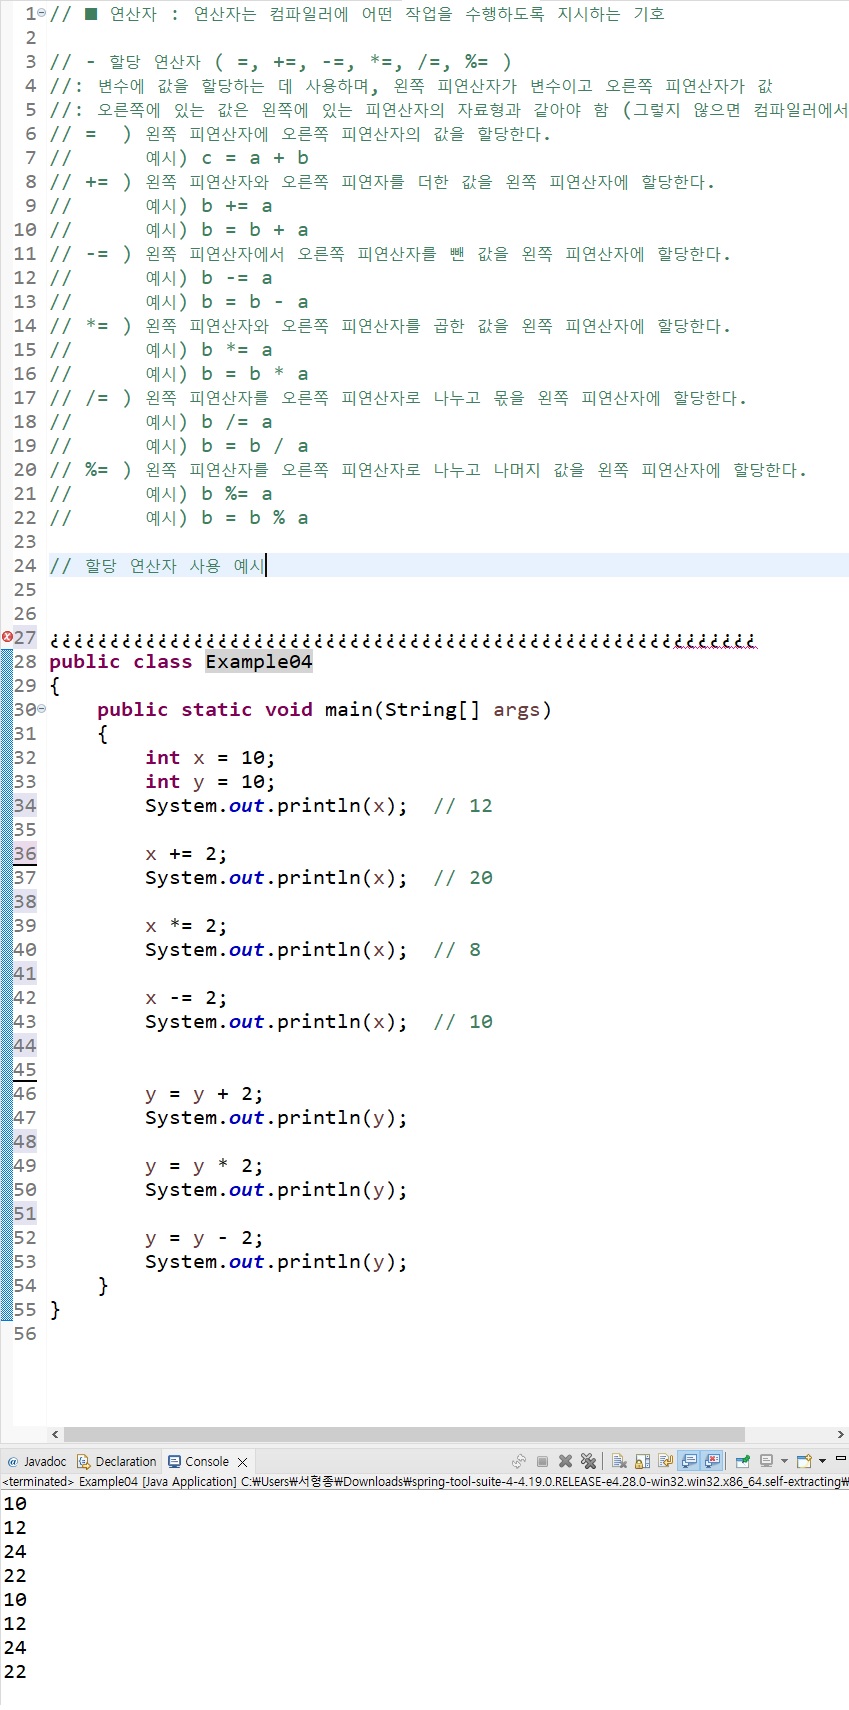 1 // ■ 연산자 : 연산자는 컴파일러에 어떤 작업을 수행하도록 지시하는 기호
2
3 // - 할당 연산자 ( =, +=, -=, *=, /=, %= )
4 //: 변수에 값을 할당하는 데 사용하며, 왼쪽 피연산자가 변수이고 오른쪽 피연산자가 값
5 //: 오른쪽에 있는 값은 왼쪽에 있는 피연산자의 자료형과 같아야 함 (그렇지 않으면 컴파일러에서
6 // = ) 왼쪽 피연산자에 오른쪽 피연산자의 값을 할당한다.
7 // 예시) c = a + b
8 // += ) 왼쪽 피연산자와 오른쪽 피연자를 더한 값을 왼쪽 피연산자에 할당한다.
9 // 예시) b += a
10 // 예시) b = b + a
11 // -= ) 왼쪽 피연산자에서 오른쪽 피연산자를 뺀 값을 왼쪽 피연산자에 할당한다.
12 // 예시) b -= a
13 // 예시) b = b - a
14 // *= ) 왼쪽 피연산자와 오른쪽 피연산자를 곱한 값을 왼쪽 피연산자에 할당한다.
15 // 예시) b *= a
16 // 예시) b = b * a
17 // /= ) 왼쪽 피연산자를 오른쪽 피연산자로 나누고 몫을 왼쪽 피연산자에 할당한다.
18 // 예시) b /= a
19 // 예시) b = b / a
20 // %= ) 왼쪽 피연산자를 오른쪽 피연산자로 나누고 나머지 값을 왼쪽 피연산자에 할당한다.
21 // 예시) b %= a
22 // 예시) b = b % a
23
24 // 할당 연산자 사용 예시
25
26
27 ¿¿¿¿¿¿¿¿¿¿¿¿¿¿¿¿¿¿¿¿¿¿¿¿¿¿¿¿¿¿¿¿¿¿¿¿¿¿¿¿¿¿¿¿¿¿¿¿¿¿¿¿¿¿¿¿¿¿¿
28 public class Example04
29 {
30 public static void main(String[] args)
31 {
32 int x = 10;
33 int y = 10;
34 System.out.println(x); // 12
35
36 x += 2;
37 System.out.println(x); // 20
38
39 x *= 2;
40 System.out.println(x); // 8
41
42 x -= 2;
43 System.out.println(x); // 10
44
45
46 y = y + 2;
47 System.out.println(y);
48
49 y = y * 2;
50 System.out.println(y);
51
52 y = y - 2;
53 System.out.println(y);
54 }
55 }
56
@ Javadoc Declaration Console
<terminated> Example04 [Java Application] C:₩Users₩서형종₩Downloads₩spring-tool-suite-4-4.19.0.RELEASE-e4.28.0-win32.win32.x86_64.self-extracting₩
10
12
24
22
10
12
24
22